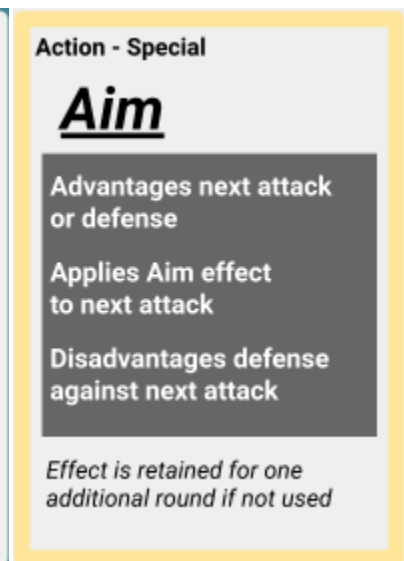 Action - Special
Aim
Advantages next attack
or defense
Applies Aim effect
to next attack
Disadvantages defense
against next attack
Effect is retained for one
additional round if not used